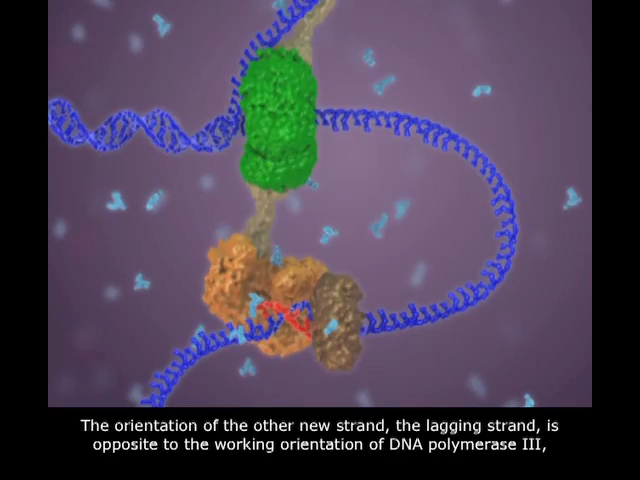 The orientation of the other new strand, the lagging strand, is
opposite to the working orientation of DNA polymerase III,